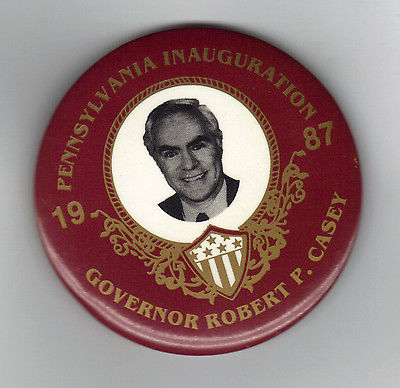 PENNSYLVANIA INAUGURATION
19 87
GOVERNOR ROBERT P. CASEY